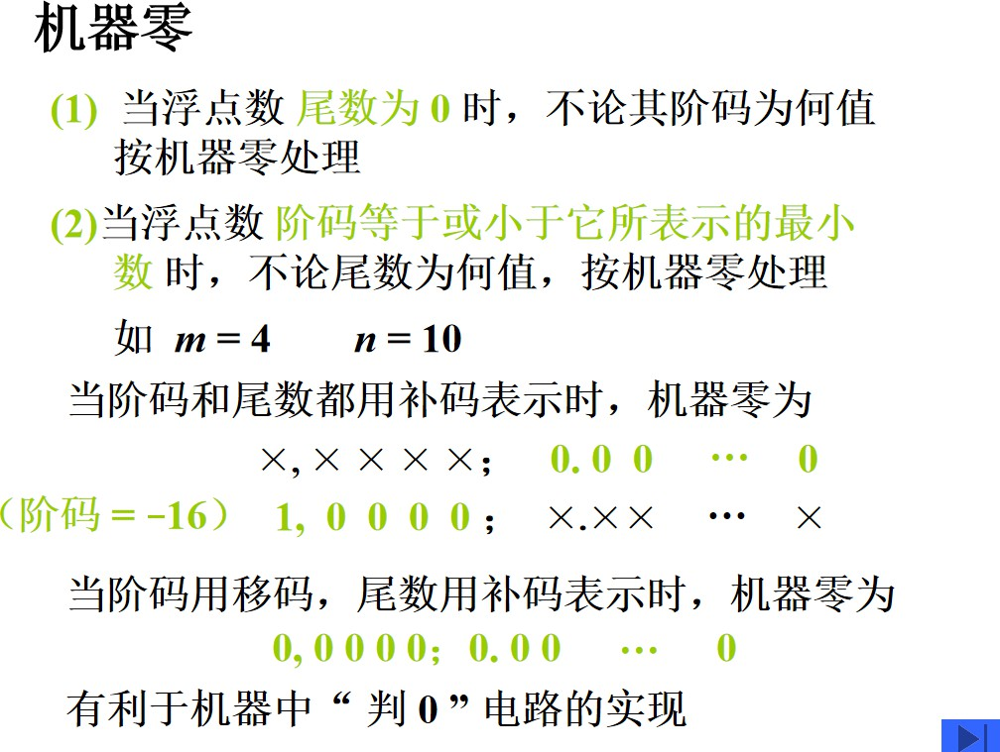 机器零
(1) 当浮点数 尾数为 0 时，不论其阶码为何值
按机器零处理
(2)当浮点数 阶码等于或小于它所表示的最小
数 时，不论尾数为何值，按机器零处理
如 m = 4 n = 10
当阶码和尾数都用补码表示时，机器零为
×, × × × ×； 0. 0 0 … 0
（阶码 = −16） 1, 0 0 0 0； ×.×× … ×
当阶码用移码，尾数用补码表示时，机器零为
0, 0 0 0 0；0. 0 0 … 0
有利于机器中“ 判 0 ”电路的实现